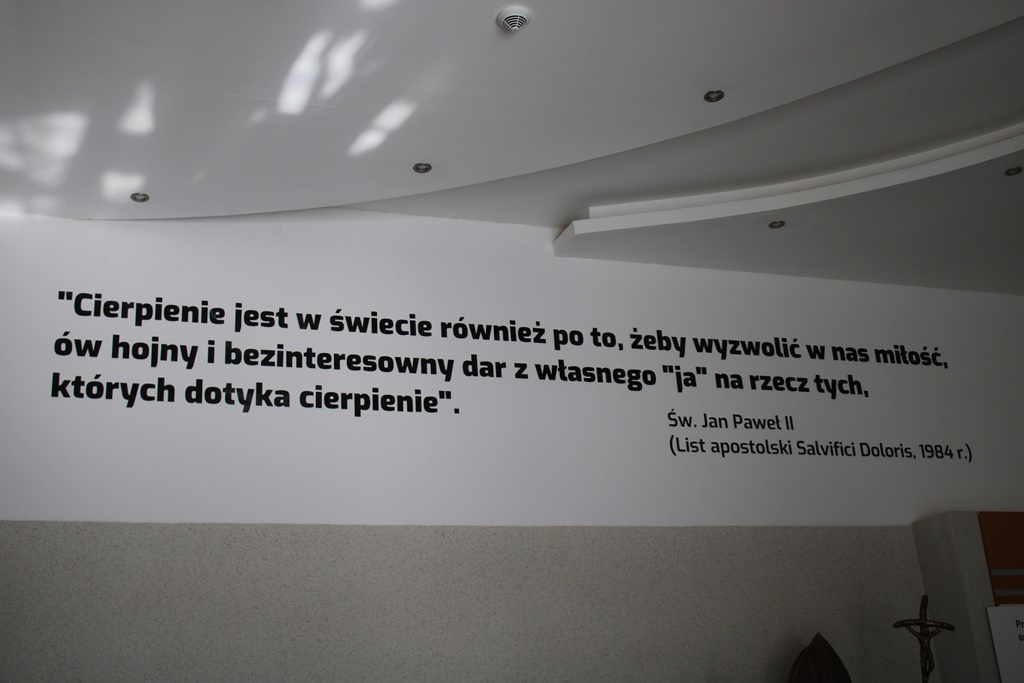 "Cierpienie jest w świecie również po to, żeby wyzwolić w nas miłość,
ów hojny i bezinteresowny dar z własnego "ja" na rzecz tych,
których dotyka cierpienie".
Św. Jan Paweł II
(List apostolski Salvifici Doloris, 1984 r.)